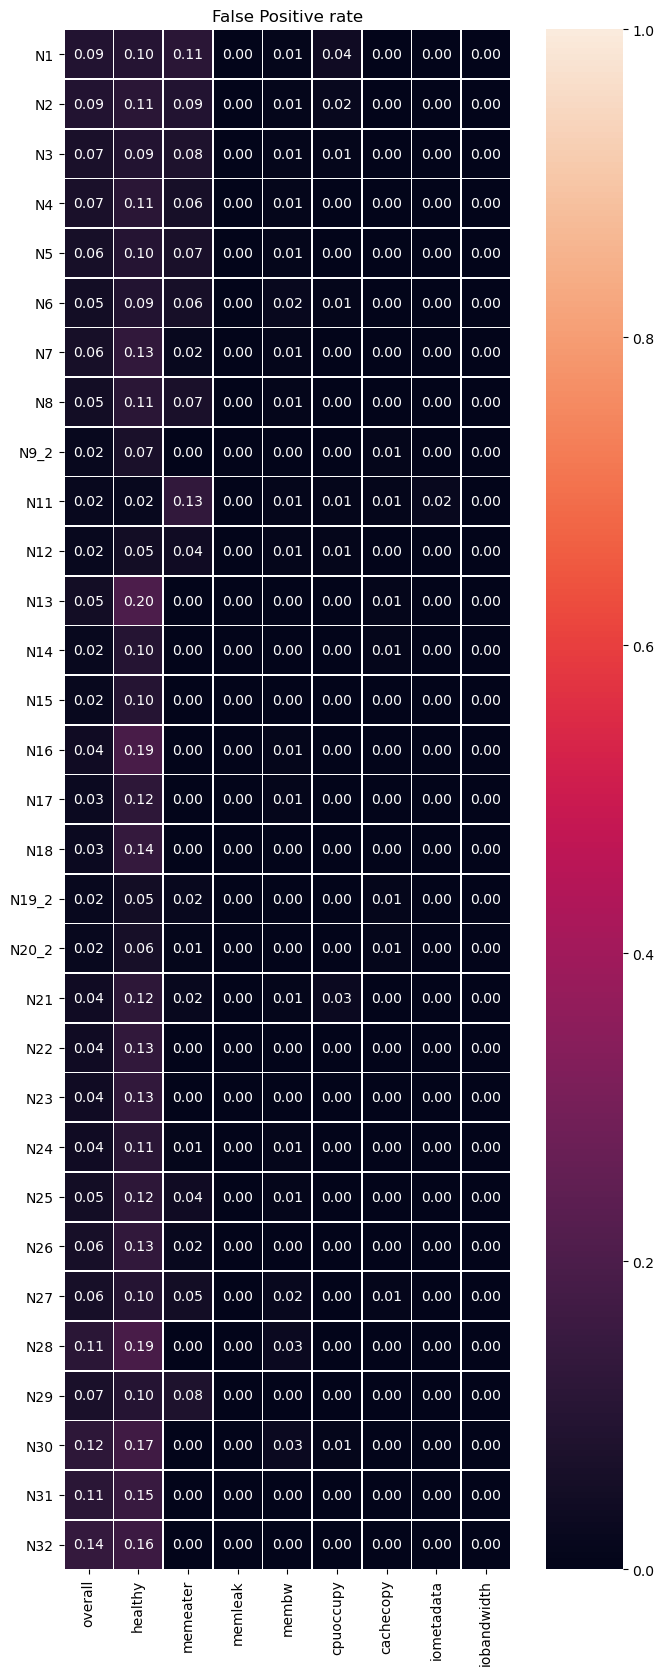 False Positive rate
N1 0.09 0.10 0.11 0.00 0.01 0.04 0.00 0.00 0.00
N2 0.09 0.11 0.09 0.00 0.01 0.02 0.00 0.00 0.00
N3 0.07 0.09 0.08 0.00 0.01 0.01 0.00 0.00 0.00
N4 0.07 0.11 0.06 0.00 0.01 0.00 0.00 0.00 0.00
N5 0.06 0.10 0.07 0.00 0.01 0.00 0.00 0.00 0.00
N6 0.05 0.09 0.06 0.00 0.02 0.01 0.00 0.00 0.00
N7 0.06 0.13 0.02 0.00 0.01 0.00 0.00 0.00 0.00
N8 0.05 0.11 0.07 0.00 0.01 0.00 0.00 0.00 0.00
N9_2 0.02 0.07 0.00 0.00 0.00 0.00 0.01 0.00 0.00
N11 0.02 0.02 0.13 0.00 0.01 0.01 0.01 0.02 0.00
N12 0.02 0.05 0.04 0.00 0.01 0.01 0.00 0.00 0.00
N13 0.05 0.20 0.00 0.00 0.00 0.00 0.01 0.00 0.00
N14 0.02 0.10 0.00 0.00 0.00 0.00 0.01 0.00 0.00
N15 0.02 0.10 0.00 0.00 0.00 0.00 0.00 0.00 0.00
N16 0.04 0.19 0.00 0.00 0.01 0.00 0.00 0.00 0.00
N17 0.03 0.12 0.00 0.00 0.01 0.00 0.00 0.00 0.00
N18 0.03 0.14 0.00 0.00 0.00 0.00 0.00 0.00 0.00
N19_2 0.02 0.05 0.02 0.00 0.00 0.00 0.01 0.00 0.00
N20_2 0.02 0.06 0.01 0.00 0.00 0.00 0.01 0.00 0.00
N21 0.04 0.12 0.02 0.00 0.01 0.03 0.00 0.00 0.00
N22 0.04 0.13 0.00 0.00 0.00 0.00 0.00 0.00 0.00
N23 0.04 0.13 0.00 0.00 0.00 0.00 0.00 0.00 0.00
N24 0.04 0.11 0.01 0.00 0.01 0.00 0.00 0.00 0.00
N25 0.05 0.12 0.04 0.00 0.01 0.00 0.00 0.00 0.00
N26 0.06 0.13 0.02 0.00 0.00 0.00 0.00 0.00 0.00
N27 0.06 0.10 0.05 0.00 0.02 0.00 0.01 0.00 0.00
N28 0.11 0.19 0.00 0.00 0.03 0.00 0.00 0.00 0.00
N29 0.07 0.10 0.08 0.00 0.00 0.00 0.00 0.00 0.00
N30 0.12 0.17 0.00 0.00 0.03 0.01 0.00 0.00 0.00
N31 0.11 0.15 0.00 0.00 0.00 0.00 0.00 0.00 0.00
N32 0.14 0.16 0.00 0.00 0.00 0.00 0.00 0.00 0.00
overall healthy memeater memleak membw cpuoccupy cachecopy iometadata iobandwidth
1.0
0.8
0.6
0.4
0.2
0.0